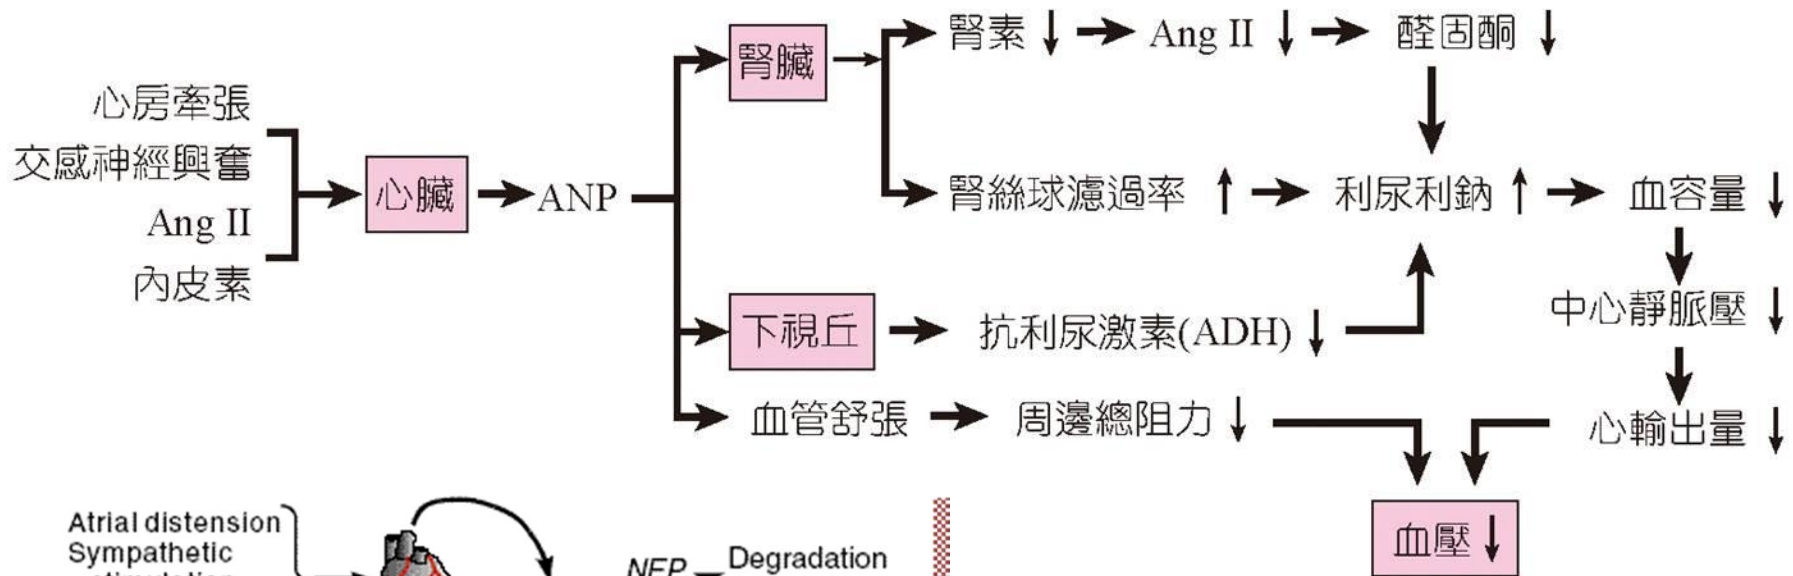 心房牽張
交感神經興奮
Ang II
內皮素
心臟
ANP
腎臟
腎素 ↓
Ang II ↓
醛固酮 ↓
腎絲球濾過率 ↑
利尿利鈉 ↑
血容量 ↓
中心靜脈壓 ↓
心輸出量 ↓
下視丘
抗利尿激素(ADH) ↓
血管舒張
周邊總阻力 ↓
血壓 ↓
Atrial distension
Sympathetic
NEP
Degradation